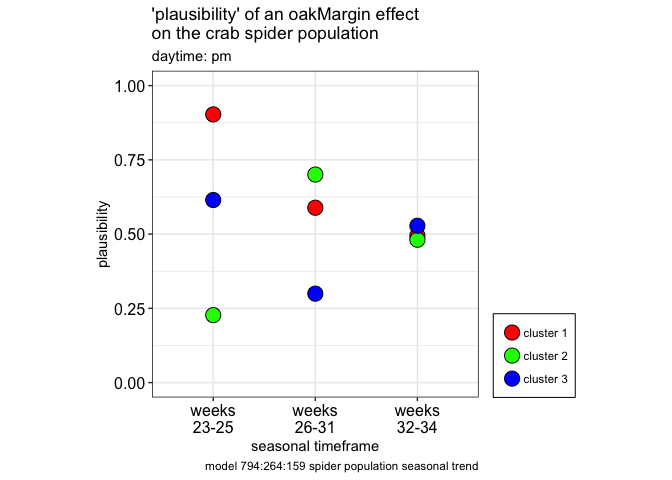 'plausibility' of an oakMargin effect
on the crab spider population
daytime: pm
1.00
0.75
0.50
0.25
0.00
plausibility
weeks
23-25
weeks
26-31
weeks
32-34
seasonal timeframe
cluster 1
cluster 2
cluster 3
model 794:264:159 spider population seasonal trend